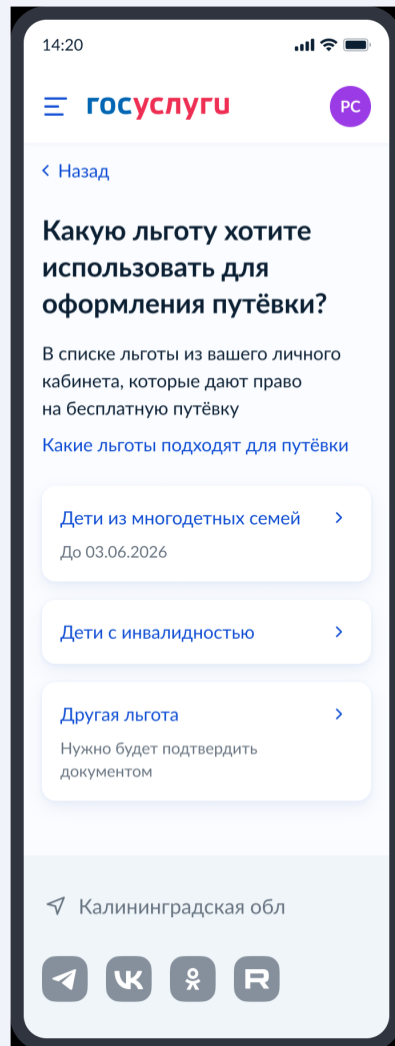 14:20
госуслуги
РС
Назад
Какую льготу хотите
использовать для
оформления путёвки?
В списке льготы из вашего личного
кабинета, которые дают право
на бесплатную путёвку
Какие льготы подходят для путёвки
Дети из многодетных семей
До 03.06.2026
Дети с инвалидностью
Другая льгота
Нужно будет подтвердить
документом
Калининградская обл